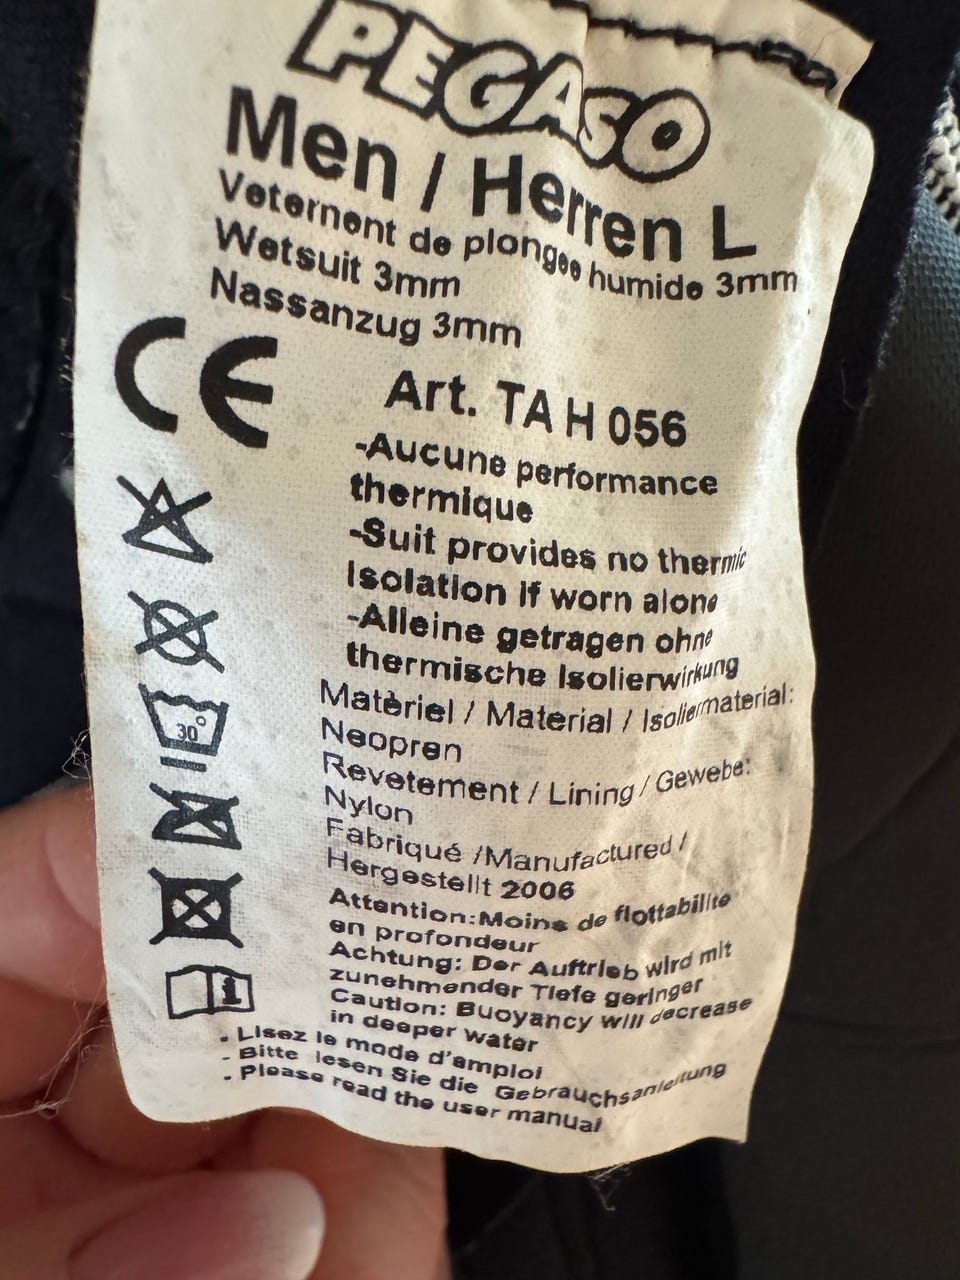 PEGASO
Men / Herren L
Vetement de plongee humide 3mm
Wetsuit 3mm
Nassanzug 3mm
CE
Art. TA H 056
-Aucune performance
thermique
-Suit provides no thermic
Isolation if worn alone
-Alleine getragen ohne
thermische Isolierwirkung
Matèriel / Material / Isoliermaterial:
Neopren
30°
Revetement / Lining / Gewebe:
Nylon
Fabriqué /Manufactured /
Hergestellt 2006
Attention:Moins de flottabilite
en profondeur
Achtung: Der Auftrieb wird mit
zunehmender Tiefe geringer
Caution: Buoyancy will decrease
in deeper water
i
- Lisez le mode d'emploi
- Bitte lesen Sie die Gebrauchsanleitung
- Please read the user manual